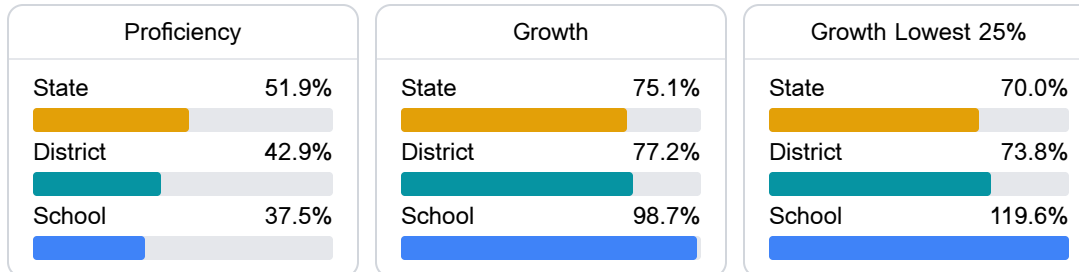 Proficiency
State 51.9%
District 42.9%
School 37.5%
Growth
State 75.1%
District 77.2%
School 98.7%
Growth Lowest 25%
State 70.0%
District 73.8%
School 119.6%